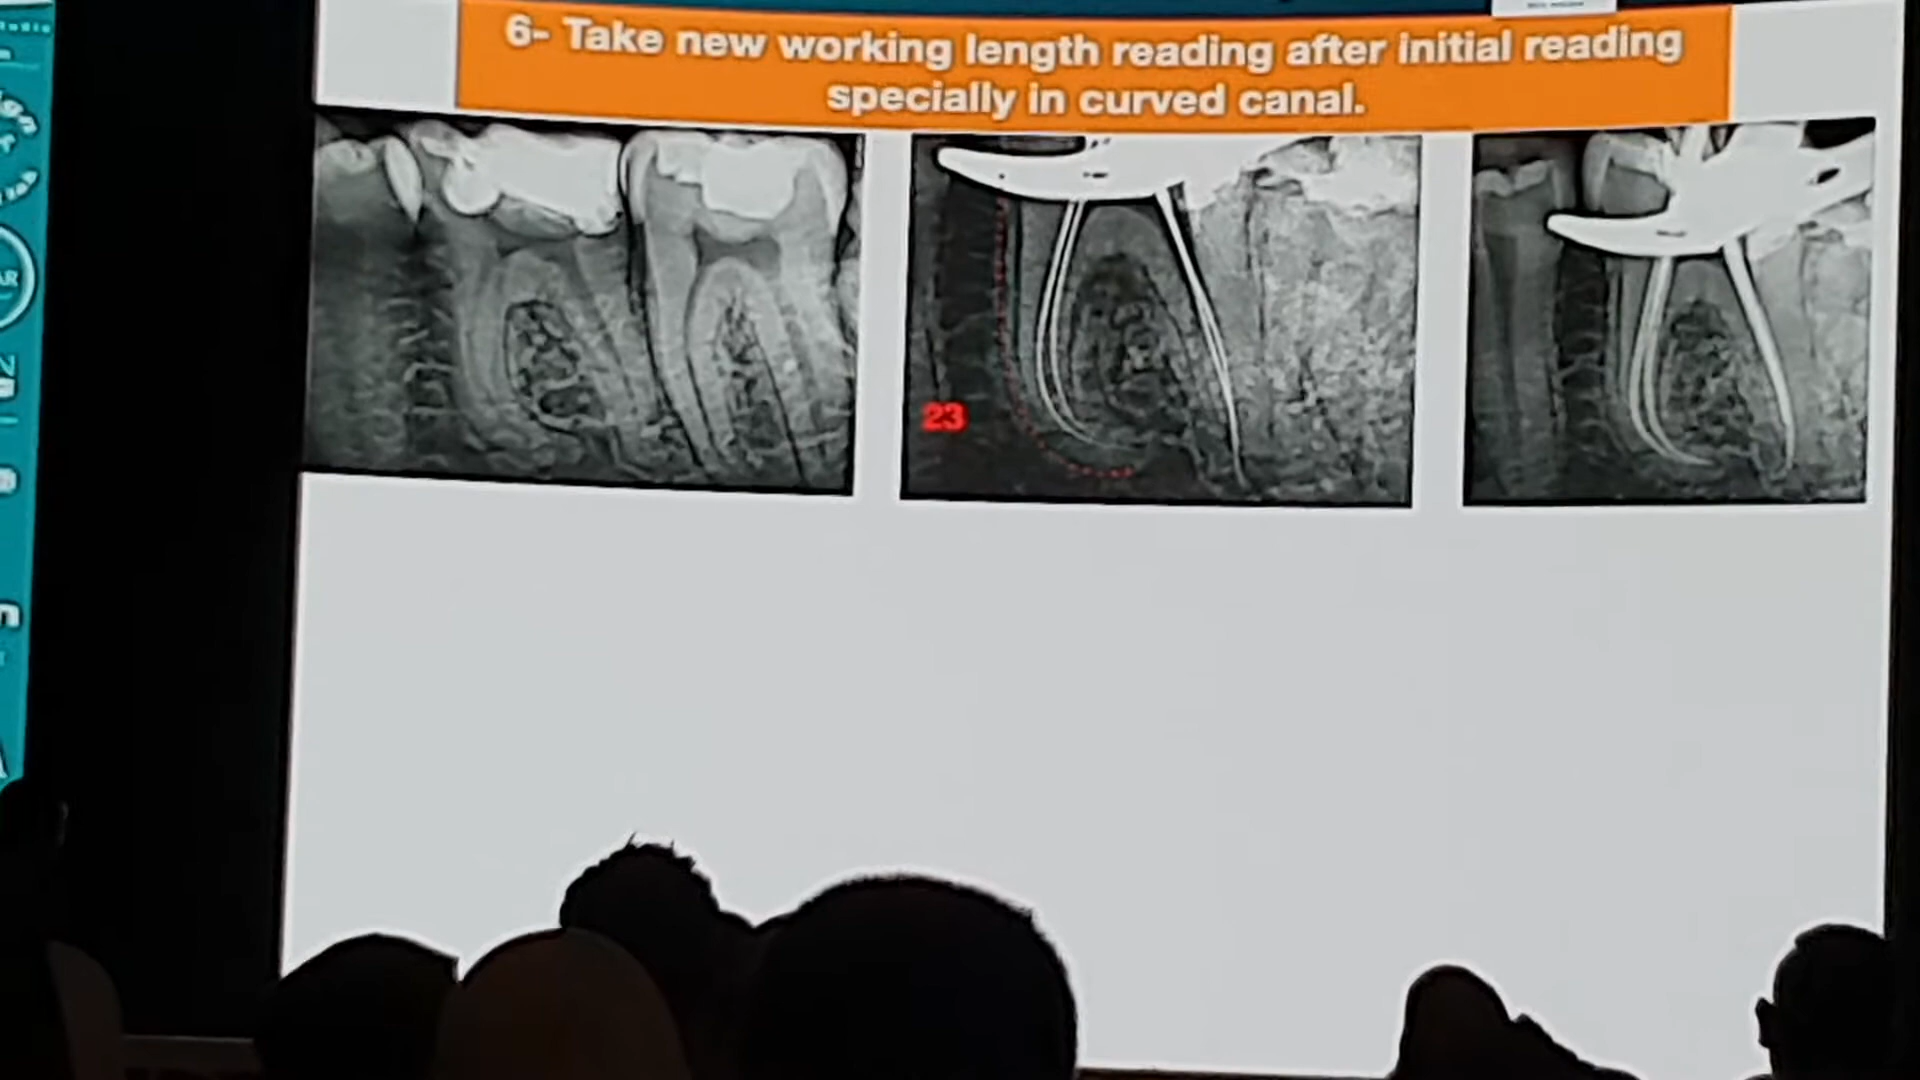 6- Take new working length reading after initial reading
specially in curved canal.
23